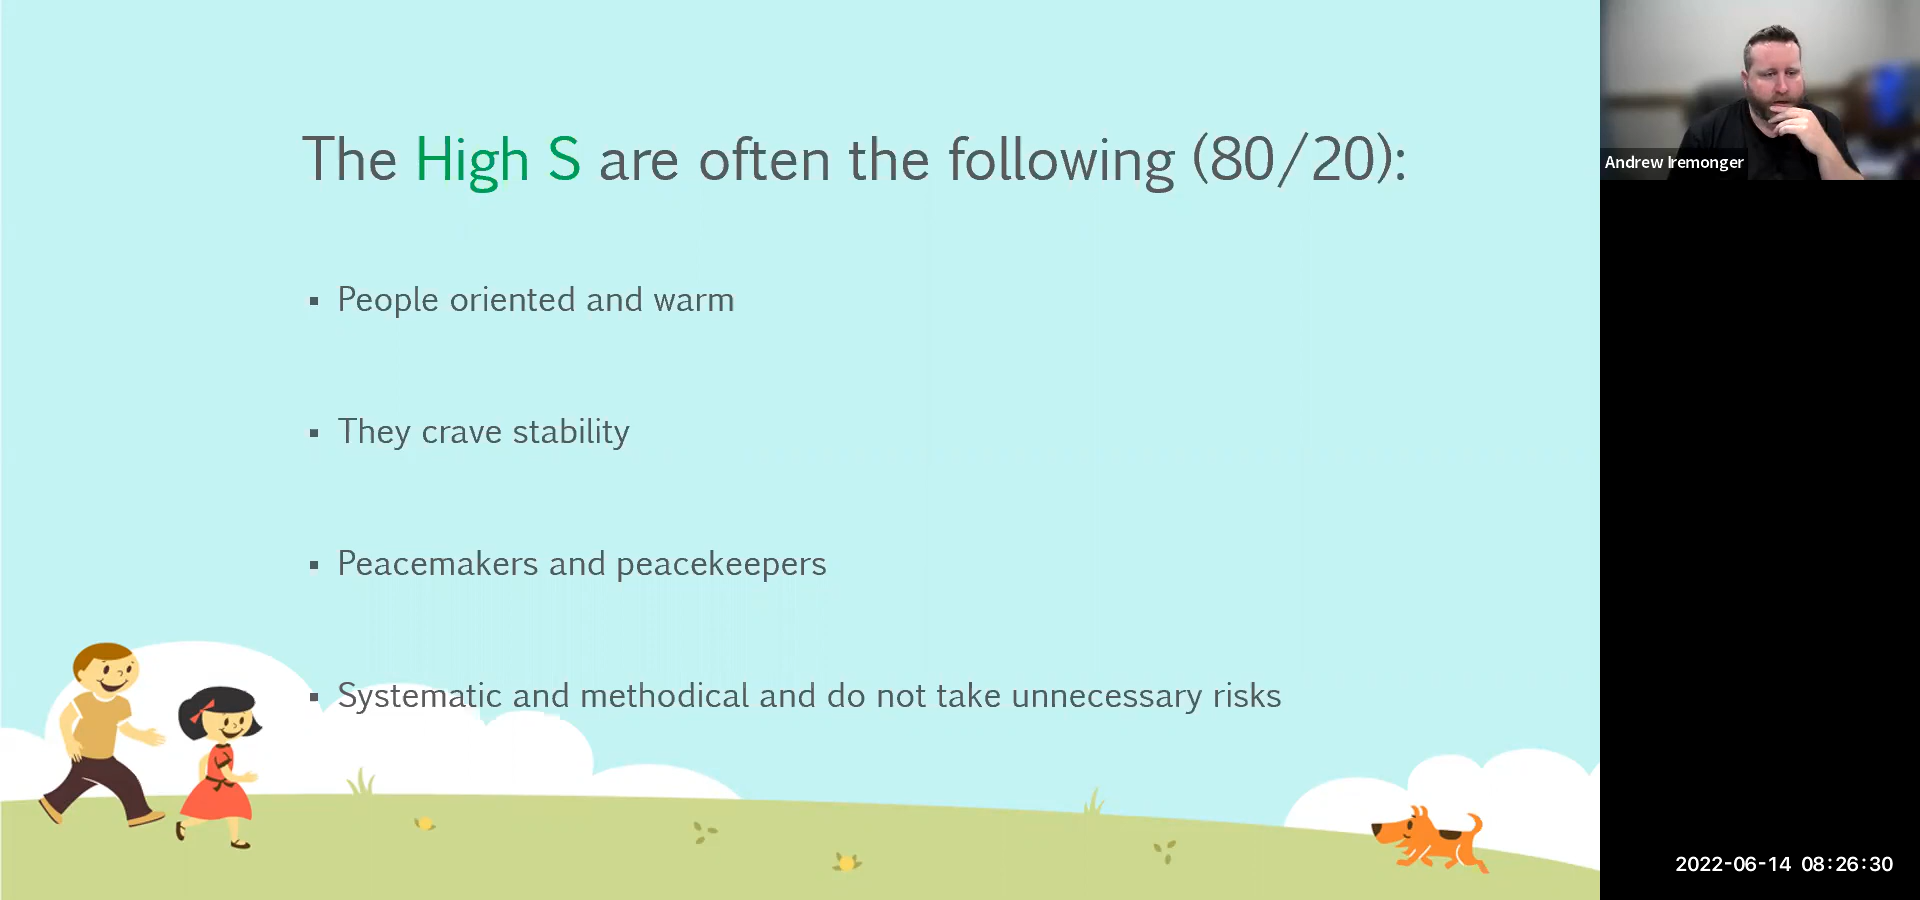 The High S are often the following (80/20):
▪ People oriented and warm
▪ They crave stability
▪ Peacemakers and peacekeepers
▪ Systematic and methodical and do not take unnecessary risks
Andrew Iremonger
2022-06-14 08:26:30